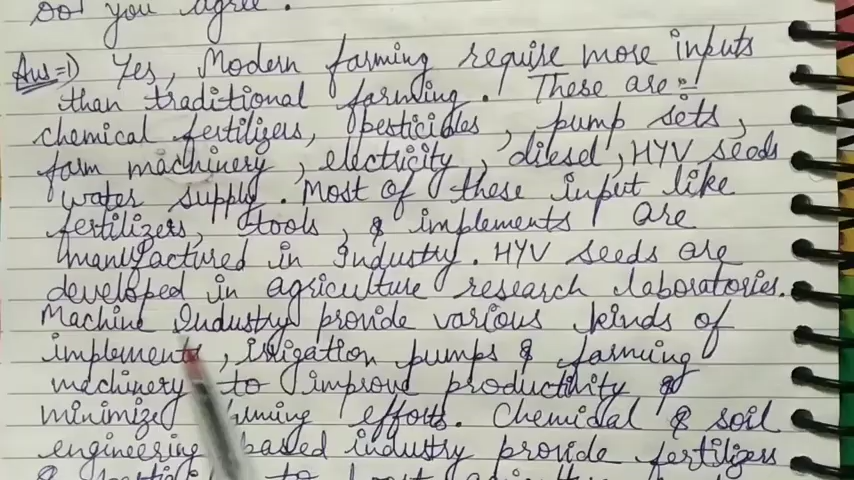 Do you agree.
Ans=1) Yes, Modern farming require more inputs
than traditional farming. These are :-
chemical fertilizers, pesticides, pump sets,
farm machinery, electricity, diesel, HYV seeds
water supply. Most of these input like
fertilizers, tools, & implements are
manufactured in Industry. HYV seeds are
developed in agriculture research laboratories.
Machine Industry provide various kinds of
implements, irrigation pumps & farming
machinery to improve productivity &
minimize farming efforts. Chemical & soil
engineering based industry provide fertilizers
& to boost